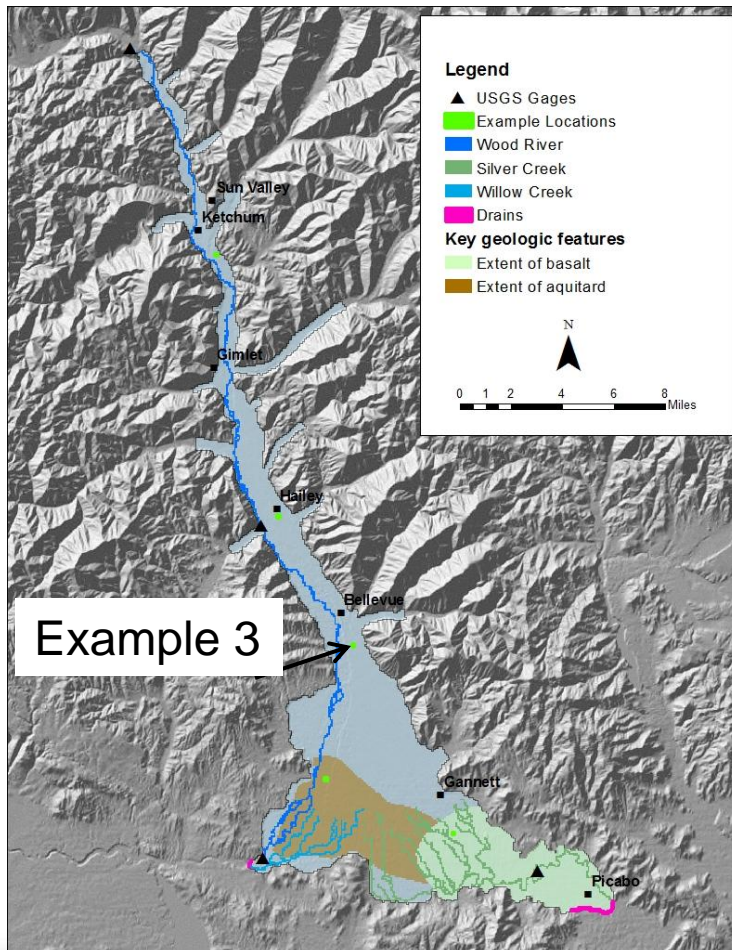 Legend
USGS Gages
Example Locations
Wood River
Silver Creek
Willow Creek
Drains
Key geologic features
Extent of basalt
Extent of aquitard
N
0 1 2 4 6 8
Miles
Sun Valley
Ketchum
Gimlet
Hailey
Bellevue
Example 3
Gannett
Picabo